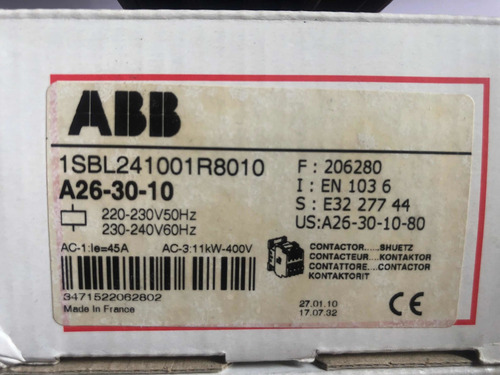 ABB
1SBL241001R8010
A26-30-10
220-230V50Hz
230-240V60Hz
AC-1:Ie=45A AC-3:11kW-400V
3471522062802
Made in France
F : 206280
I : EN 103 6
S : E32 277 44
US:A26-30-10-80
CONTACTOR.....SHUETZ
CONTACTEUR...KONTAKTOR
CONTATTORE...CONTACTOR
KONTAKTORIT
27.01.10
17.07.32
CE